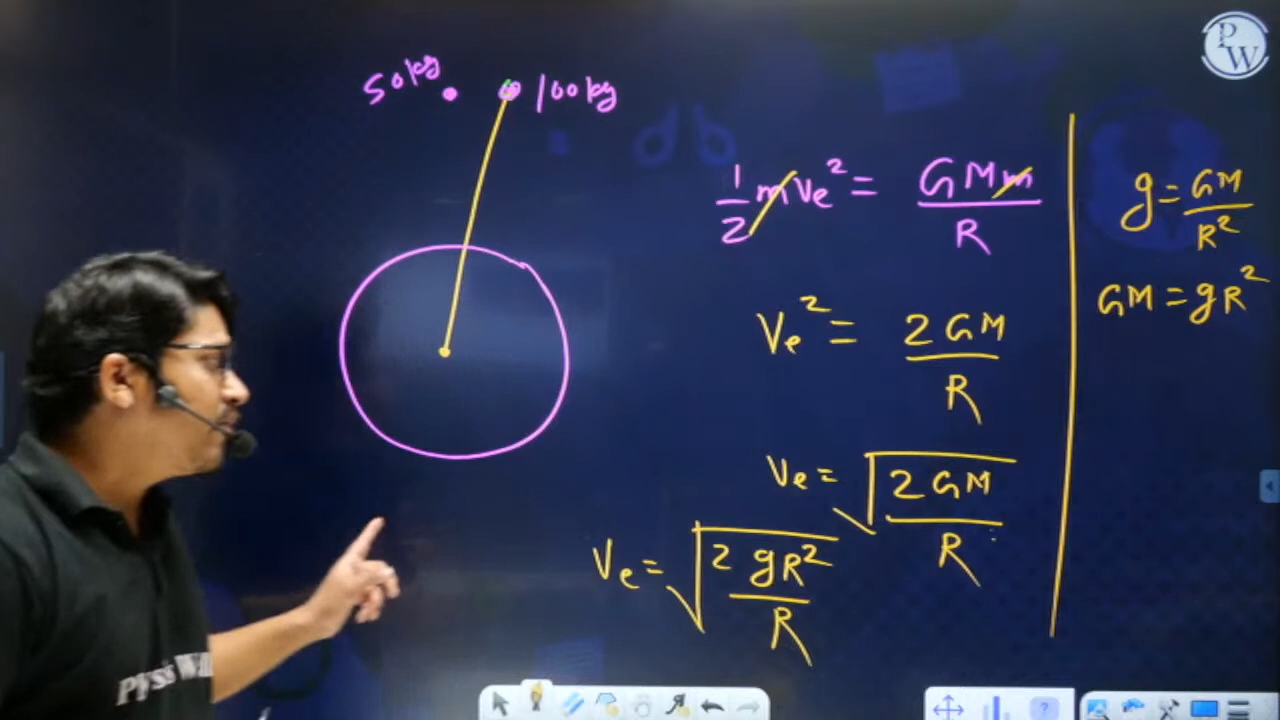 PW
50kg
100kg
1/2 mVe² = GMm/R
Ve² = 2GM/R
Ve = √(2GM/R)
Ve = √(2gR²/R)
g = GM/R²
GM = gR²
?